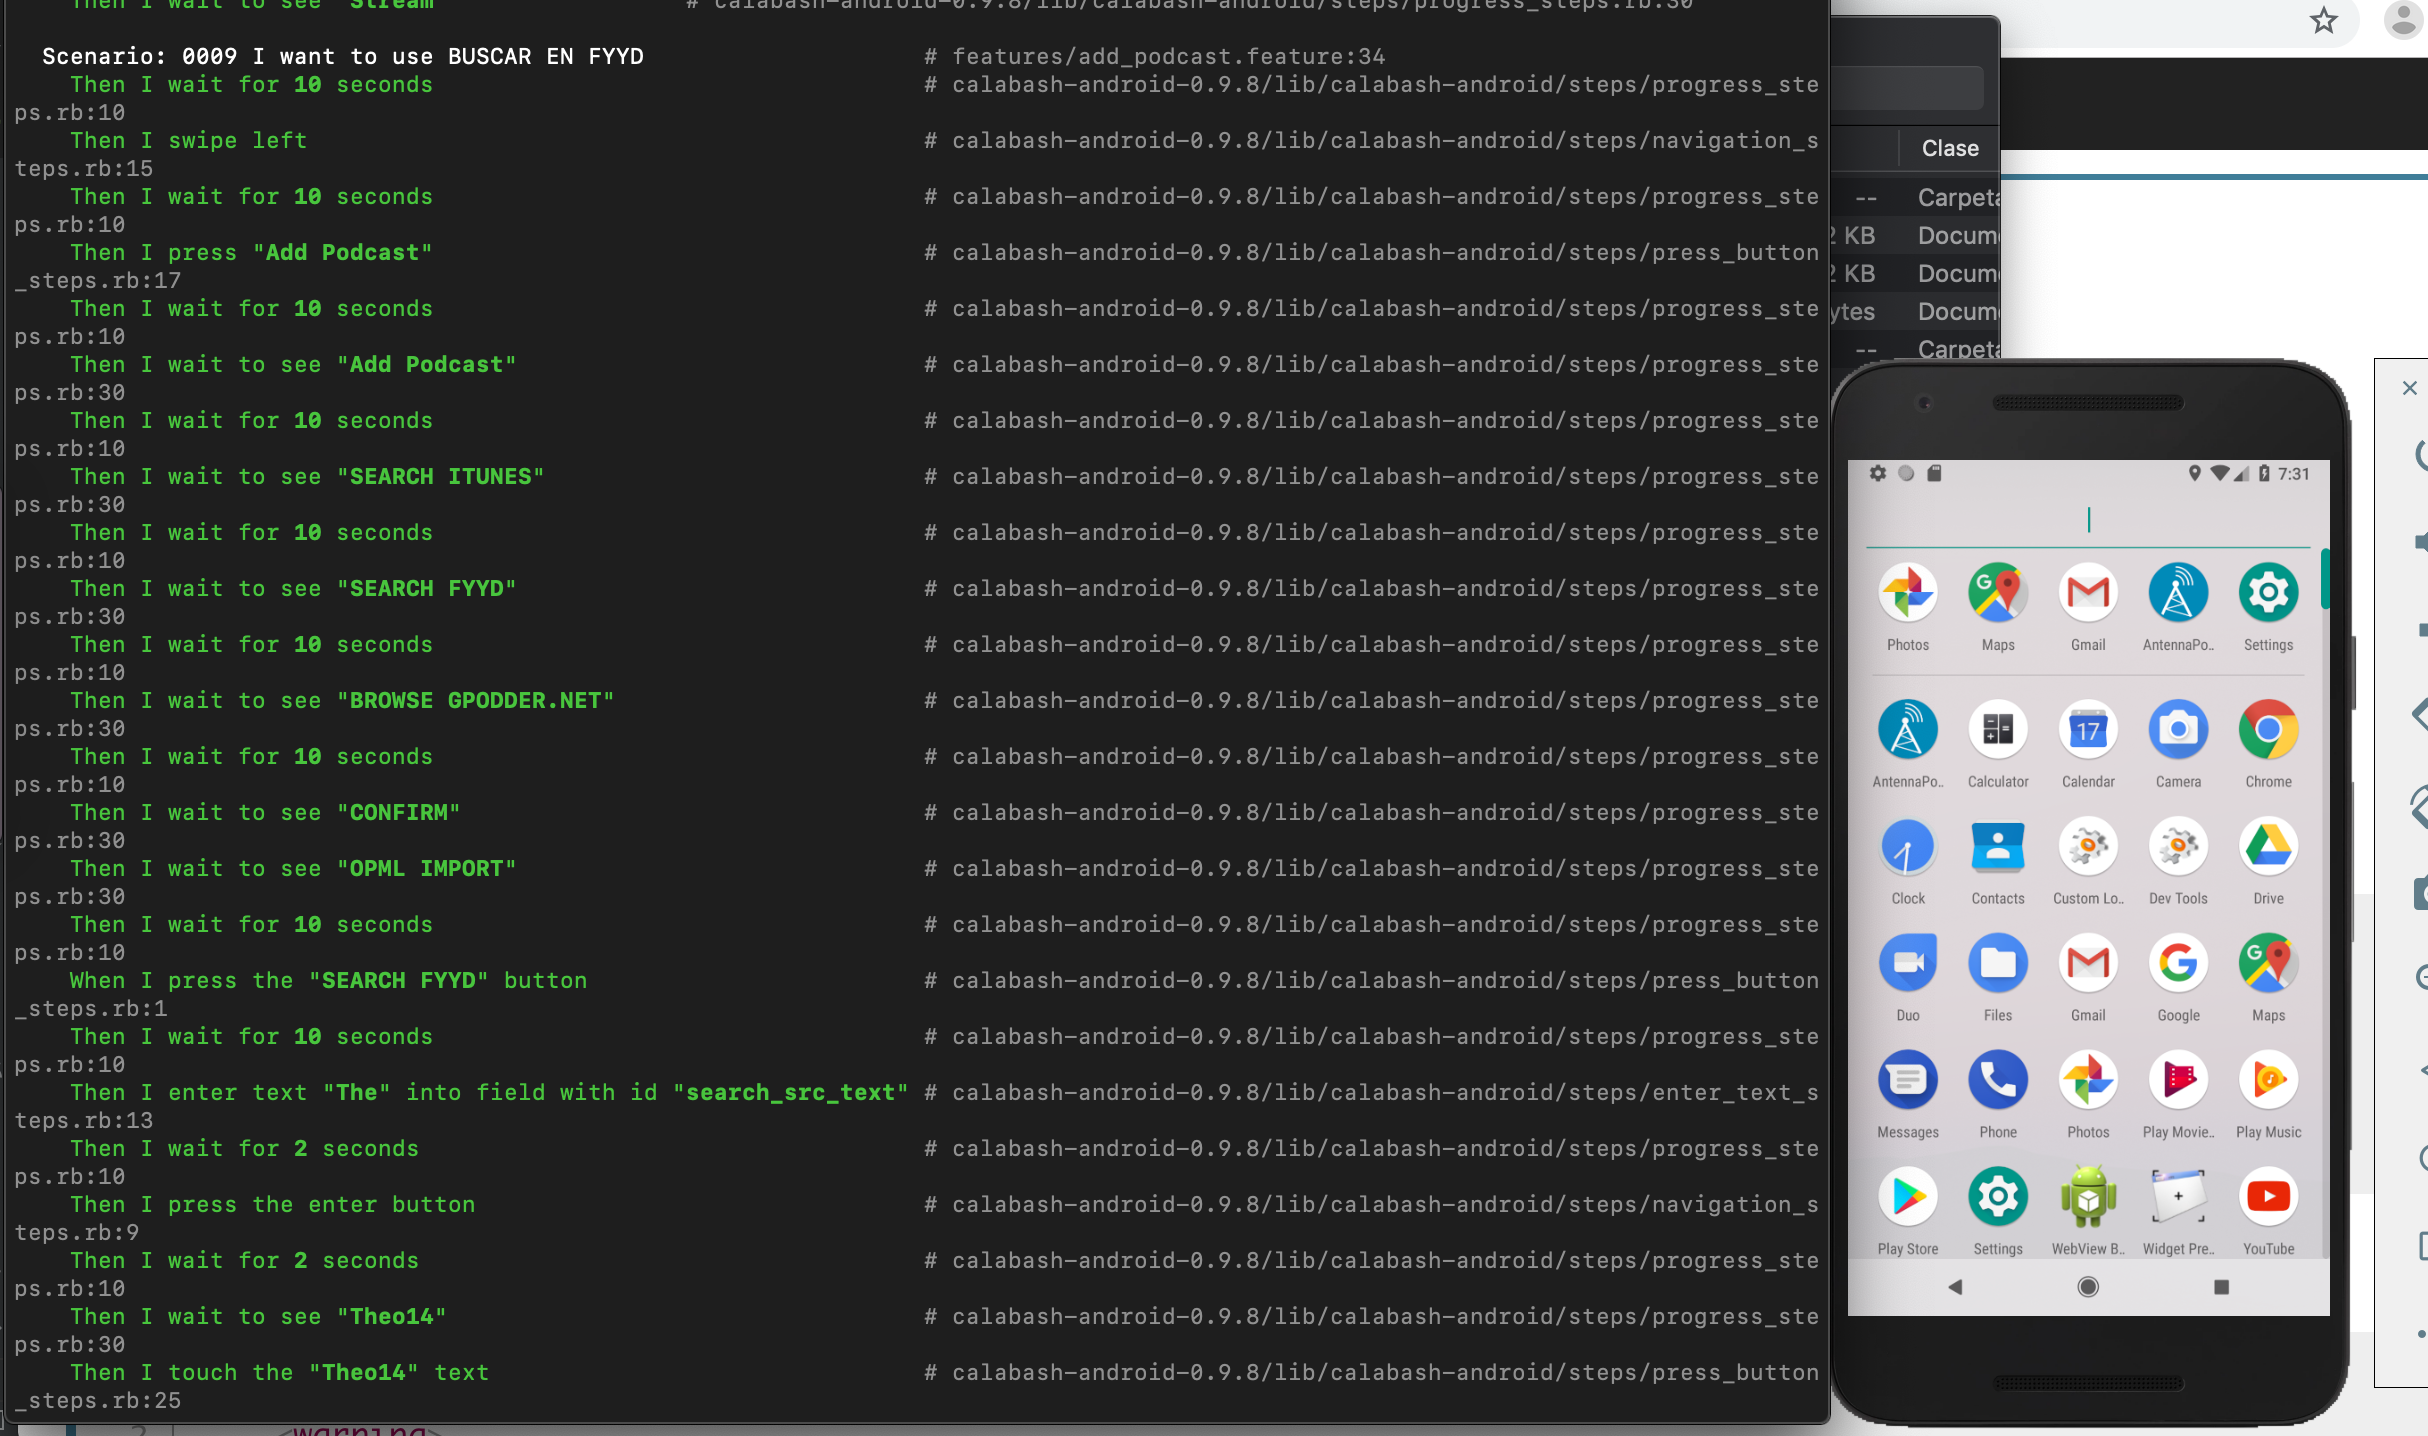 Then I wait to see "Stream" # calabash-android-0.9.8/lib/calabash-android/steps/progress_steps.rb:30
Scenario: 0009 I want to use BUSCAR EN FYYD # features/add_podcast.feature:34
Then I wait for 10 seconds # calabash-android-0.9.8/lib/calabash-android/steps/progress_ste
ps.rb:10
Then I swipe left # calabash-android-0.9.8/lib/calabash-android/steps/navigation_s
teps.rb:15
Then I wait for 10 seconds # calabash-android-0.9.8/lib/calabash-android/steps/progress_ste
ps.rb:10
Then I press "Add Podcast" # calabash-android-0.9.8/lib/calabash-android/steps/press_button
_steps.rb:17
Then I wait for 10 seconds # calabash-android-0.9.8/lib/calabash-android/steps/progress_ste
ps.rb:10
Then I wait to see "Add Podcast" # calabash-android-0.9.8/lib/calabash-android/steps/progress_ste
ps.rb:30
Then I wait for 10 seconds # calabash-android-0.9.8/lib/calabash-android/steps/progress_ste
ps.rb:10
Then I wait to see "SEARCH ITUNES" # calabash-android-0.9.8/lib/calabash-android/steps/progress_ste
ps.rb:30
Then I wait for 10 seconds # calabash-android-0.9.8/lib/calabash-android/steps/progress_ste
ps.rb:10
Then I wait to see "SEARCH FYYD" # calabash-android-0.9.8/lib/calabash-android/steps/progress_ste
ps.rb:30
Then I wait for 10 seconds # calabash-android-0.9.8/lib/calabash-android/steps/progress_ste
ps.rb:10
Then I wait to see "BROWSE GPODDER.NET" # calabash-android-0.9.8/lib/calabash-android/steps/progress_ste
ps.rb:30
Then I wait for 10 seconds # calabash-android-0.9.8/lib/calabash-android/steps/progress_ste
ps.rb:10
Then I wait to see "CONFIRM" # calabash-android-0.9.8/lib/calabash-android/steps/progress_ste
ps.rb:30
Then I wait to see "OPML IMPORT" # calabash-android-0.9.8/lib/calabash-android/steps/progress_ste
ps.rb:30
Then I wait for 10 seconds # calabash-android-0.9.8/lib/calabash-android/steps/progress_ste
ps.rb:10
When I press the "SEARCH FYYD" button # calabash-android-0.9.8/lib/calabash-android/steps/press_button
_steps.rb:1
Then I wait for 10 seconds # calabash-android-0.9.8/lib/calabash-android/steps/progress_ste
ps.rb:10
Then I enter text "The" into field with id "search_src_text" # calabash-android-0.9.8/lib/calabash-android/steps/enter_text_s
teps.rb:13
Then I wait for 2 seconds # calabash-android-0.9.8/lib/calabash-android/steps/progress_ste
ps.rb:10
Then I press the enter button # calabash-android-0.9.8/lib/calabash-android/steps/navigation_s
teps.rb:9
Then I wait for 2 seconds # calabash-android-0.9.8/lib/calabash-android/steps/progress_ste
ps.rb:10
Then I wait to see "Theo14" # calabash-android-0.9.8/lib/calabash-android/steps/progress_ste
ps.rb:30
Then I touch the "Theo14" text # calabash-android-0.9.8/lib/calabash-android/steps/press_button
_steps.rb:25
2 <warning>
Clase
-- Carpeta
2 KB Docum
2 KB Docum
ytes Docum
-- Carpeta
7:31
Photos Maps Gmail AntennaPo.. Settings
17
AntennaPo.. Calculator Calendar Camera Chrome
Clock Contacts Custom Lo.. Dev Tools Drive
Duo Files Gmail Google Maps
Messages Phone Photos Play Movie.. Play Music
Play Store Settings WebView B.. Widget Pre.. YouTube